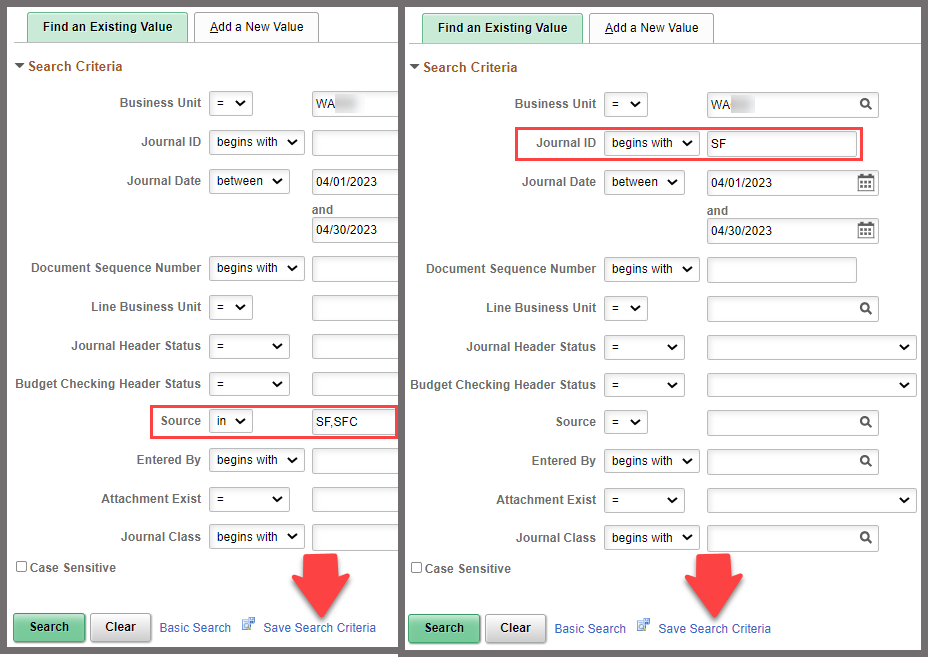 Find an Existing Value
Add a New Value
Search Criteria
Business Unit = WA
Journal ID begins with
Journal Date between 04/01/2023
and
04/30/2023
Document Sequence Number begins with
Line Business Unit =
Journal Header Status =
Budget Checking Header Status =
Source in SF,SFC
Entered By begins with
Attachment Exist =
Journal Class begins with
Case Sensitive
Search Clear Basic Search Save Search Criteria
Find an Existing Value
Add a New Value
Search Criteria
Business Unit = WA
Journal ID begins with SF
Journal Date between 04/01/2023
and
04/30/2023
Document Sequence Number begins with
Line Business Unit =
Journal Header Status =
Budget Checking Header Status =
Source =
Entered By begins with
Attachment Exist =
Journal Class begins with
Case Sensitive
Search Clear Basic Search Save Search Criteria